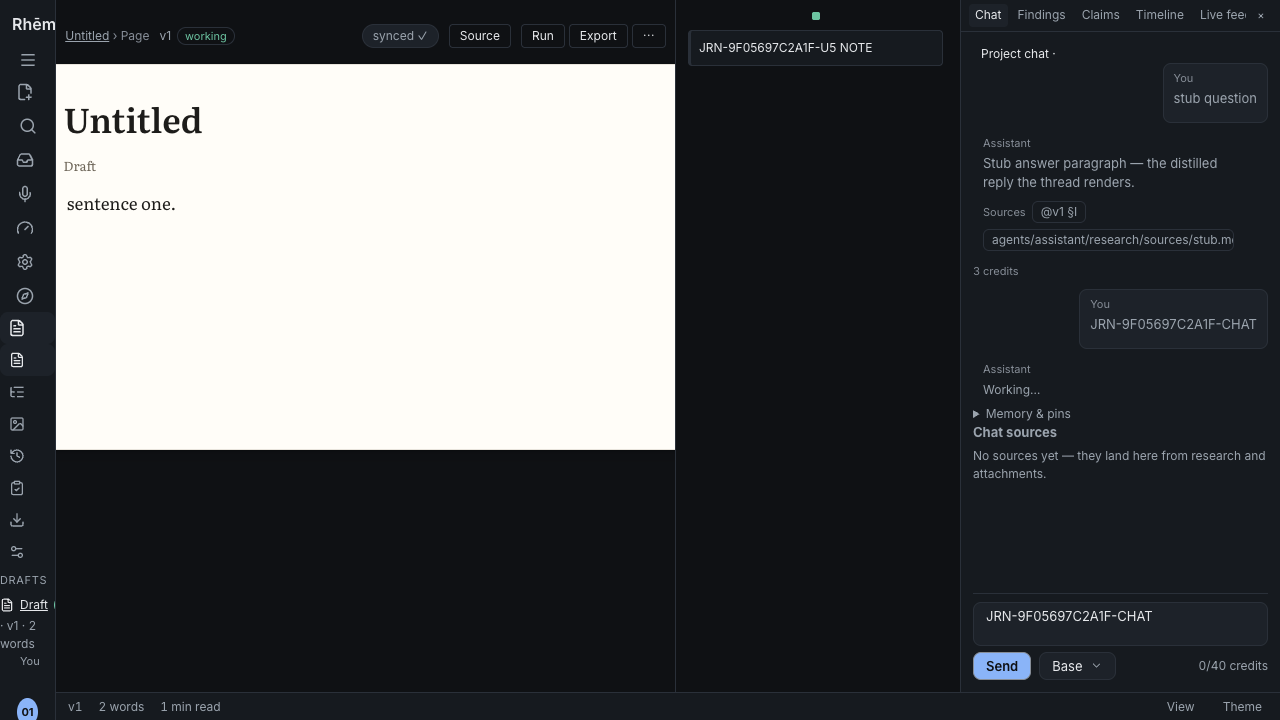 Rhēm
Untitled › Page v1 working
synced ✓ Source Run Export ···
Untitled
Draft
sentence one.
DRAFTS
Draft
· v1 · 2
words
You
01
JRN-9F05697C2A1F-U5 NOTE
Chat Findings Claims Timeline Live fee ×
Project chat ·
You
stub question
Assistant
Stub answer paragraph — the distilled
reply the thread renders.
Sources @v1 §I
agents/assistant/research/sources/stub.m
3 credits
You
JRN-9F05697C2A1F-CHAT
Assistant
Working…
Memory & pins
Chat sources
No sources yet — they land here from research and
attachments.
JRN-9F05697C2A1F-CHAT
Send Base 0/40 credits
v1 2 words 1 min read View Theme